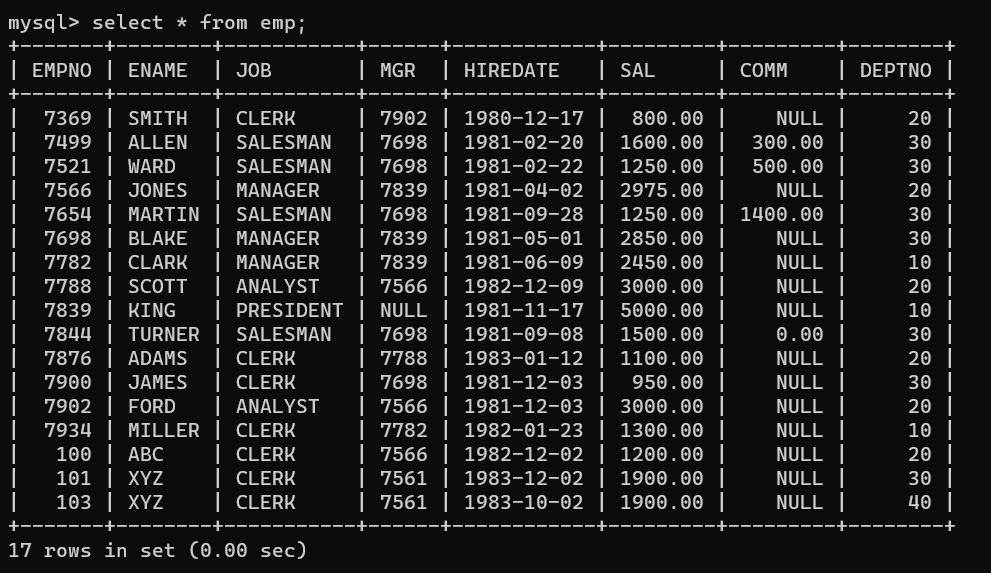 mysql> select * from emp;
+-------+--------+-----------+------+------------+---------+---------+--------+
| EMPNO | ENAME  | JOB       | MGR  | HIREDATE   | SAL     | COMM    | DEPTNO |
+-------+--------+-----------+------+------------+---------+---------+--------+
|  7369 | SMITH  | CLERK     | 7902 | 1980-12-17 |  800.00 |    NULL |     20 |
|  7499 | ALLEN  | SALESMAN  | 7698 | 1981-02-20 | 1600.00 |  300.00 |     30 |
|  7521 | WARD   | SALESMAN  | 7698 | 1981-02-22 | 1250.00 |  500.00 |     30 |
|  7566 | JONES  | MANAGER   | 7839 | 1981-04-02 | 2975.00 |    NULL |     20 |
|  7654 | MARTIN | SALESMAN  | 7698 | 1981-09-28 | 1250.00 | 1400.00 |     30 |
|  7698 | BLAKE  | MANAGER   | 7839 | 1981-05-01 | 2850.00 |    NULL |     30 |
|  7782 | CLARK  | MANAGER   | 7839 | 1981-06-09 | 2450.00 |    NULL |     10 |
|  7788 | SCOTT  | ANALYST   | 7566 | 1982-12-09 | 3000.00 |    NULL |     20 |
|  7839 | KING   | PRESIDENT | NULL | 1981-11-17 | 5000.00 |    NULL |     10 |
|  7844 | TURNER | SALESMAN  | 7698 | 1981-09-08 | 1500.00 |    0.00 |     30 |
|  7876 | ADAMS  | CLERK     | 7788 | 1983-01-12 | 1100.00 |    NULL |     20 |
|  7900 | JAMES  | CLERK     | 7698 | 1981-12-03 |  950.00 |    NULL |     30 |
|  7902 | FORD   | ANALYST   | 7566 | 1981-12-03 | 3000.00 |    NULL |     20 |
|  7934 | MILLER | CLERK     | 7782 | 1982-01-23 | 1300.00 |    NULL |     10 |
|   100 | ABC    | CLERK     | 7566 | 1982-12-02 | 1200.00 |    NULL |     20 |
|   101 | XYZ    | CLERK     | 7561 | 1983-12-02 | 1900.00 |    NULL |     30 |
|   103 | XYZ    | CLERK     | 7561 | 1983-10-02 | 1900.00 |    NULL |     40 |
+-------+--------+-----------+------+------------+---------+---------+--------+
17 rows in set (0.00 sec)